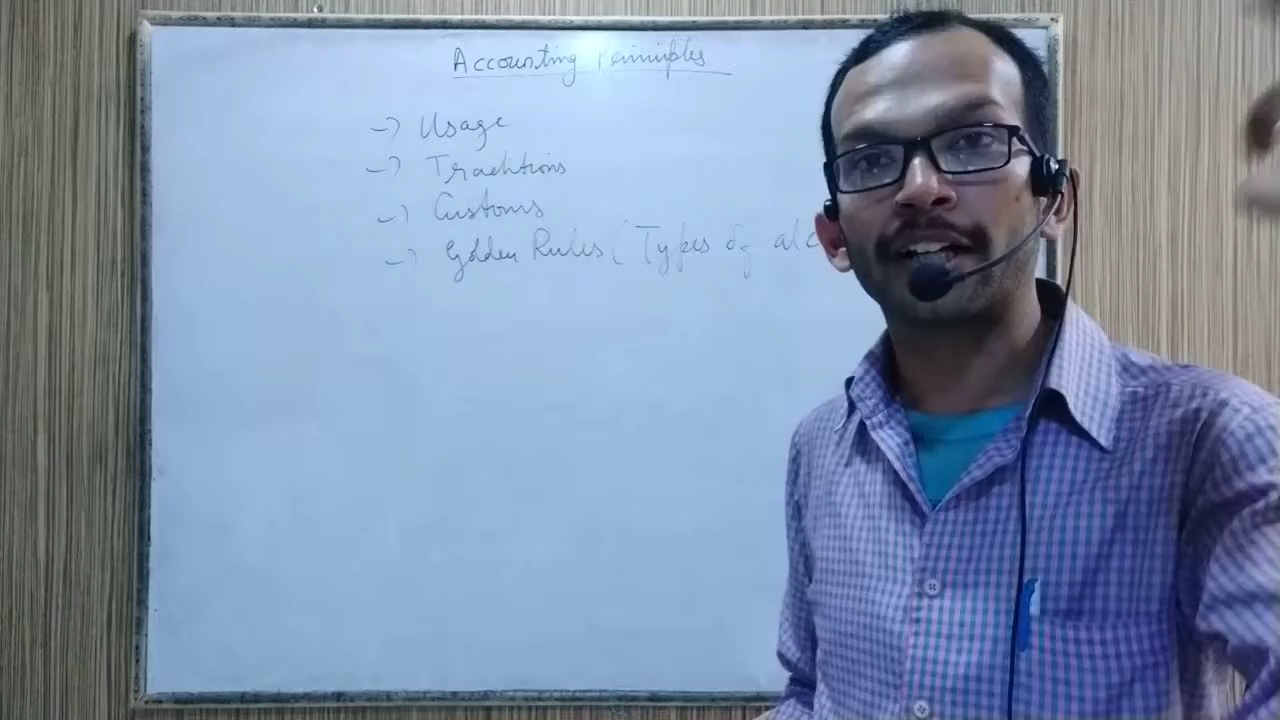 Accounting Principles
-) Usage
-) Traditions
-) Customs
-) Golden Rules ( Types of a/c